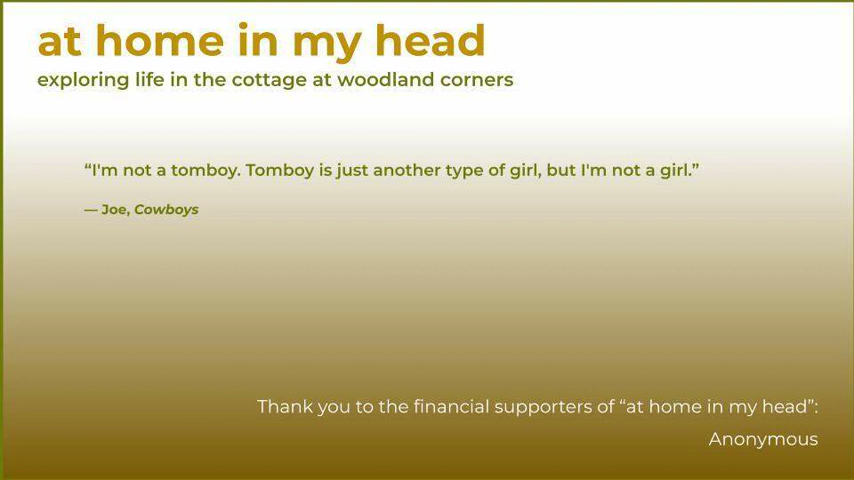 at home in my head
exploring life in the cottage at woodland corners
“I'm not a tomboy. Tomboy is just another type of girl, but I'm not a girl.”
— Joe, Cowboys
Thank you to the financial supporters of “at home in my head”:
Anonymous